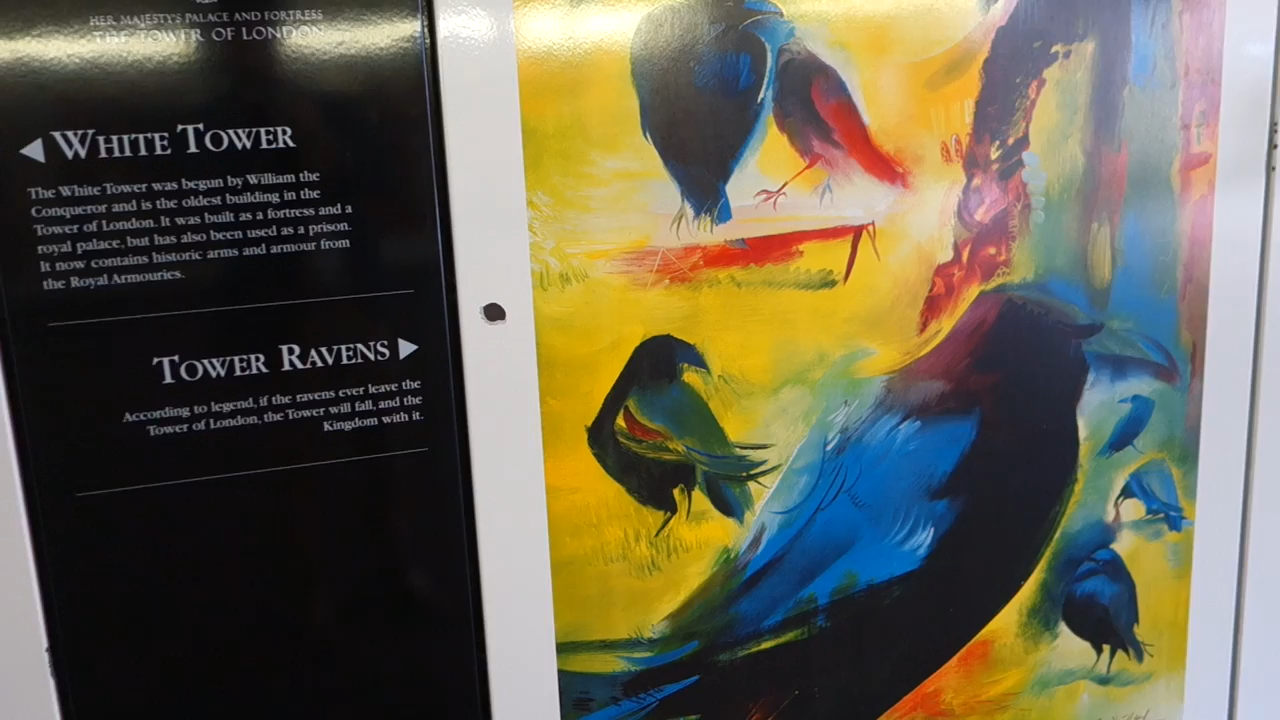 HER MAJESTY'S PALACE AND FORTRESS
THE TOWER OF LONDON
WHITE TOWER
The White Tower was begun by William the
Conqueror and is the oldest building in the
Tower of London. It was built as a fortress and a
royal palace, but has also been used as a prison.
It now contains historic arms and armour from
the Royal Armouries.
TOWER RAVENS
According to legend, if the ravens ever leave the
Tower of London, the Tower will fall, and the
Kingdom with it.